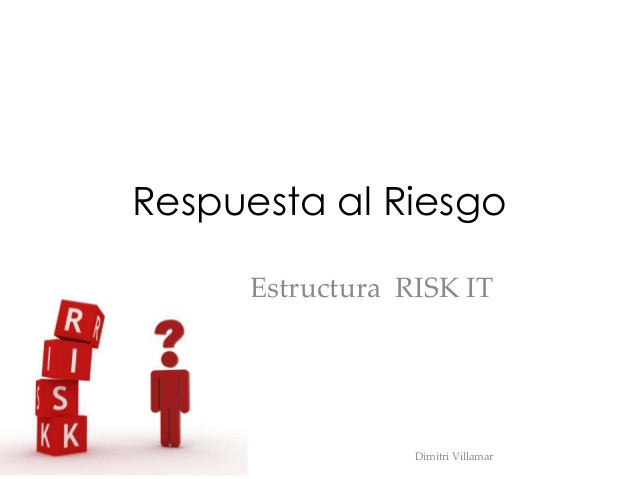 Respuesta al Riesgo
Estructura  RISK IT
R R
I I
S S
K K
?
Dimitri Villamar